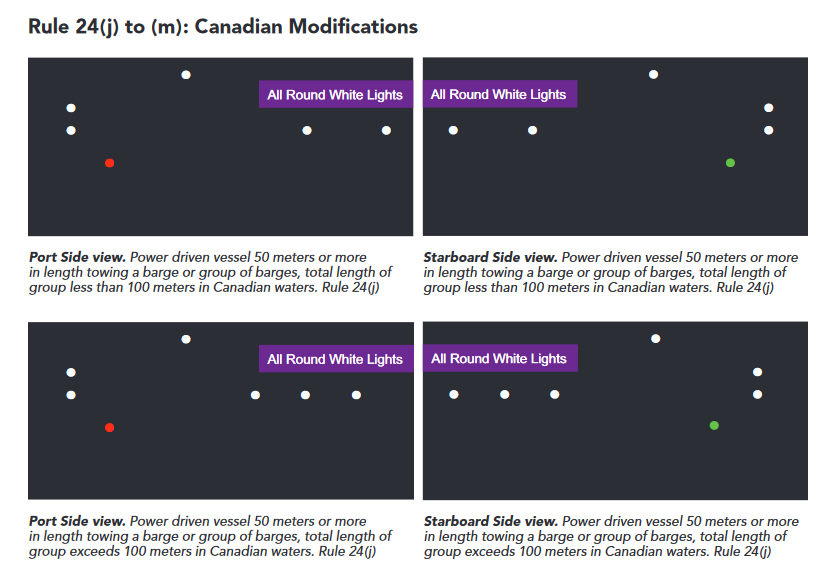 Rule 24(j) to (m): Canadian Modifications
All Round White Lights
All Round White Lights
Port Side view. Power driven vessel 50 meters or more
in length towing a barge or group of barges, total length of
group less than 100 meters in Canadian waters. Rule 24(j)
Starboard Side view. Power driven vessel 50 meters or more
in length towing a barge or group of barges, total length of
group less than 100 meters in Canadian waters. Rule 24(j)
All Round White Lights
All Round White Lights
Port Side view. Power driven vessel 50 meters or more
in length towing a barge or group of barges, total length of
group exceeds 100 meters in Canadian waters. Rule 24(j)
Starboard Side view. Power driven vessel 50 meters or more
in length towing a barge or group of barges, total length of
group exceeds 100 meters in Canadian waters. Rule 24(j)